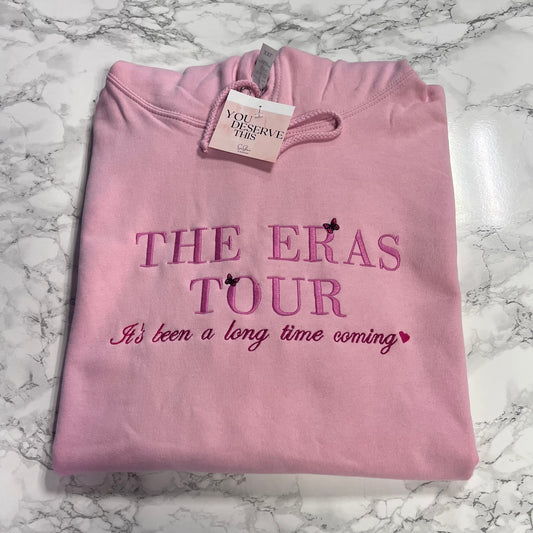 YOU
DESERVE
THIS
THE ERAS
TOUR
It's been a long time coming